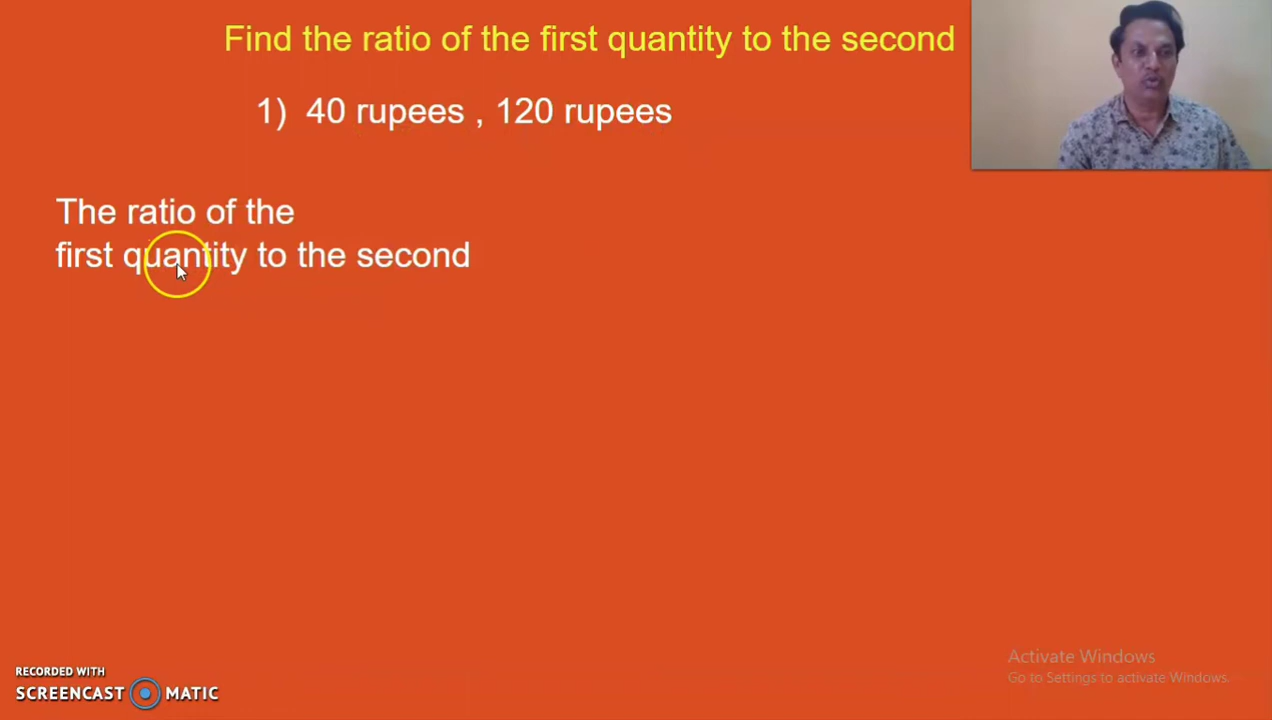 Find the ratio of the first quantity to the second
1) 40 rupees , 120 rupees
The ratio of the
first quantity to the second
Activate Windows
Go to Settings to activate Windows.
RECORDED WITH
SCREENCAST MATIC